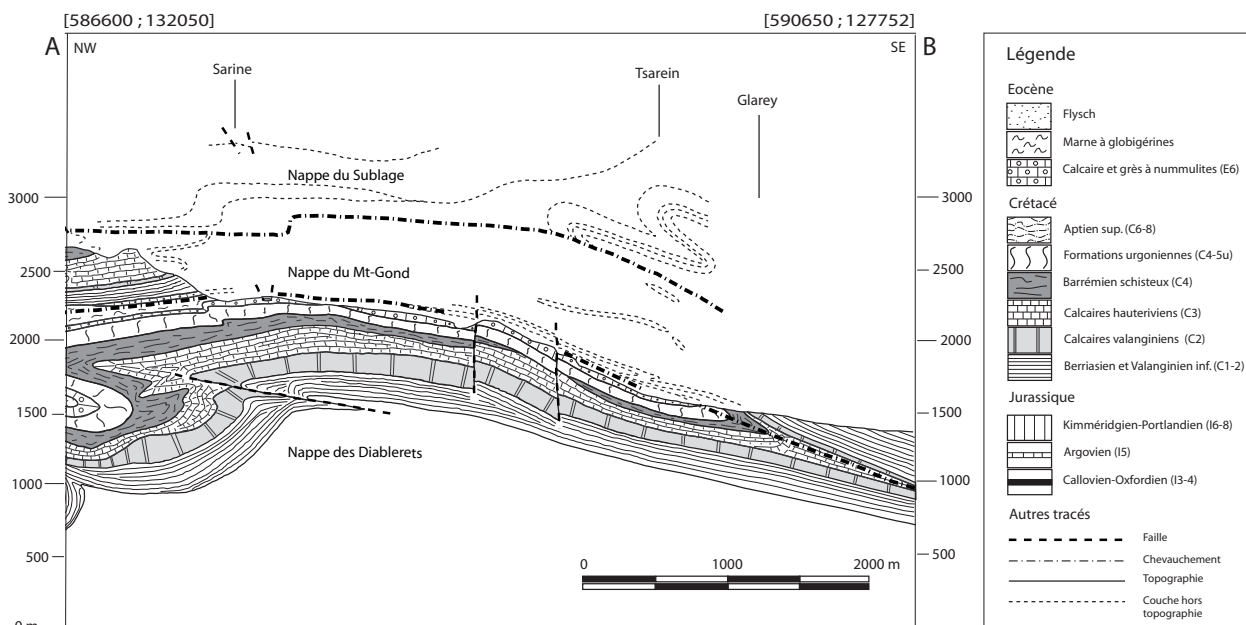 [586600 ; 132050]
[590650 ; 127752]
A
NW
SE
B
Sarine
Tsarein
Glarey
Nappe du Sublage
3000
3000
2500
2500
Nappe du Mt-Gond
2000
2000
1500
1500
Nappe des Diablerets
1000
1000
500
500
0
1000
2000 m
0 m
Légende
Eocène
Flysch
Marne à globigérines
Calcaire et grès à nummulites (E6)
Crétacé
Aptien sup. (C6-8)
Formations urgoniennes (C4-5u)
Barrémien schisteux (C4)
Calcaires hauteriviens (C3)
Calcaires valanginiens (C2)
Berriasien et Valanginien inf. (C1-2)
Jurassique
Kimméridgien-Portlandien (I6-8)
Argovien (I5)
Callovien-Oxfordien (I3-4)
Autres tracés
Faille
Chevauchement
Topographie
Couche hors
topographie